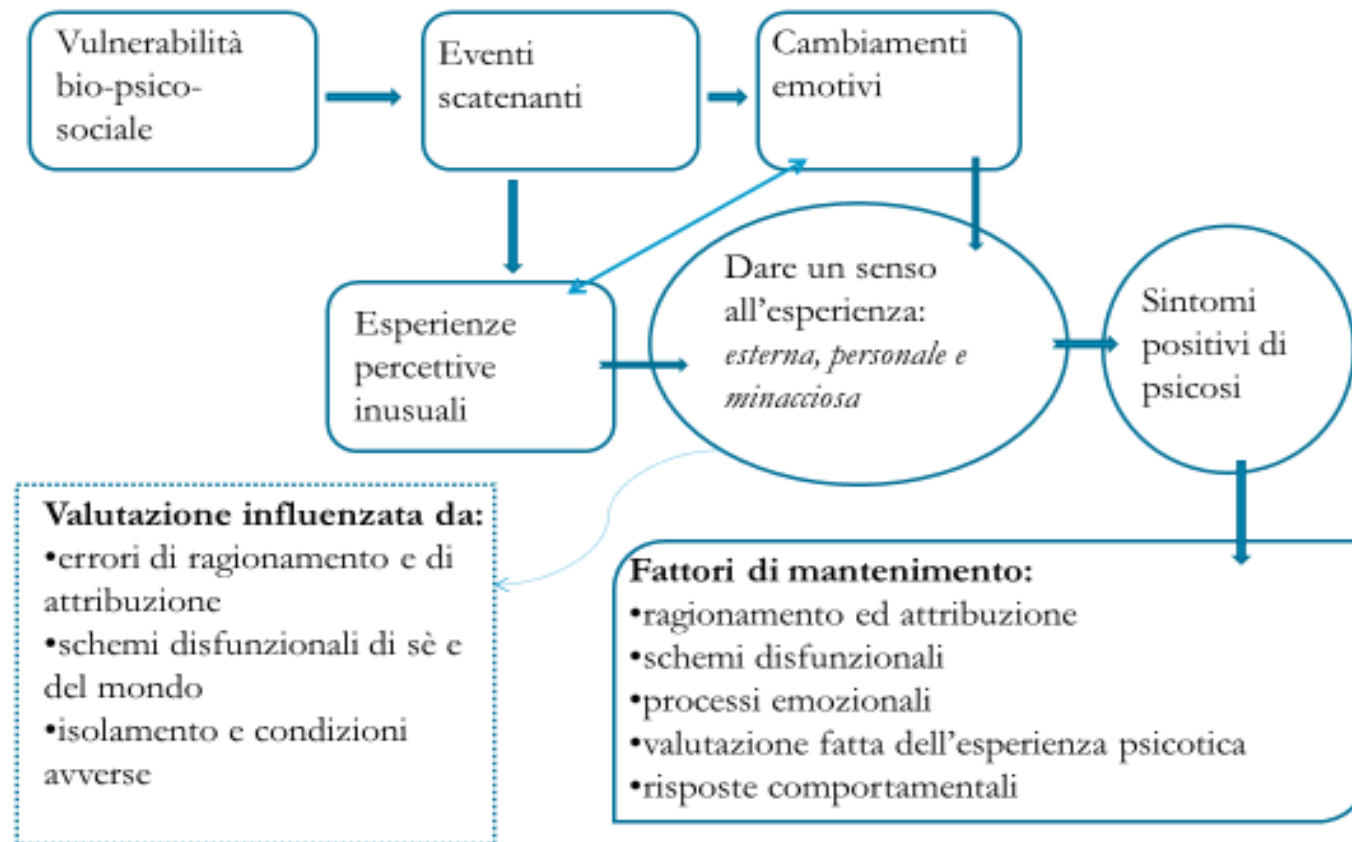 Vulnerabilità
bio-psico-
sociale
Eventi
scatenanti
Cambiamenti
emotivi
Esperienze
percettive
inusuali
Dare un senso
all’esperienza:
esterna, personale e
minacciosa
Sintomi
positivi di
psicosi
Valutazione influenzata da:
•errori di ragionamento e di
attribuzione
•schemi disfunzionali di sè e
del mondo
•isolamento e condizioni
avverse
Fattori di mantenimento:
•ragionamento ed attribuzione
•schemi disfunzionali
•processi emozionali
•valutazione fatta dell’esperienza psicotica
•risposte comportamentali